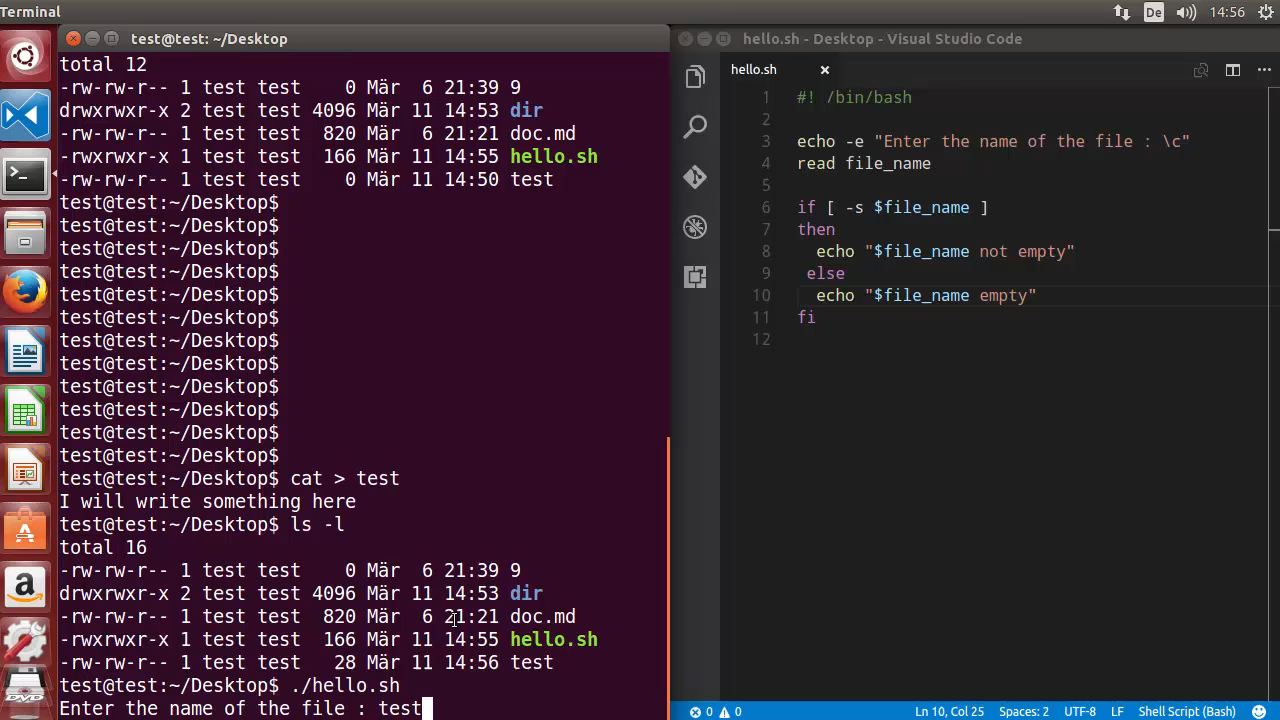 Terminal
De
14:56
test@test: ~/Desktop
total 12
-rw-rw-r-- 1 test test    0 Mär  6 21:39 9
drwxrwxr-x 2 test test 4096 Mär 11 14:53 dir
-rw-rw-r-- 1 test test  820 Mär  6 21:21 doc.md
-rwxrwxr-x 1 test test  166 Mär 11 14:55 hello.sh
-rw-rw-r-- 1 test test    0 Mär 11 14:50 test
test@test:~/Desktop$
test@test:~/Desktop$
test@test:~/Desktop$
test@test:~/Desktop$
test@test:~/Desktop$
test@test:~/Desktop$
test@test:~/Desktop$
test@test:~/Desktop$
test@test:~/Desktop$
test@test:~/Desktop$
test@test:~/Desktop$
test@test:~/Desktop$
test@test:~/Desktop$ cat > test
I will write something here
test@test:~/Desktop$ ls -l
total 16
-rw-rw-r-- 1 test test    0 Mär  6 21:39 9
drwxrwxr-x 2 test test 4096 Mär 11 14:53 dir
-rw-rw-r-- 1 test test  820 Mär  6 21:21 doc.md
-rwxrwxr-x 1 test test  166 Mär 11 14:55 hello.sh
-rw-rw-r-- 1 test test   28 Mär 11 14:56 test
test@test:~/Desktop$ ./hello.sh
Enter the name of the file : test
hello.sh - Desktop - Visual Studio Code
hello.sh
1 #! /bin/bash
2
3 echo -e "Enter the name of the file : \c"
4 read file_name
5
6 if [ -s $file_name ]
7 then
8   echo "$file_name not empty"
9  else
10   echo "$file_name empty"
11 fi
12
0 0 Ln 10, Col 25 Spaces: 2 UTF-8 LF Shell Script (Bash)
a
DVD